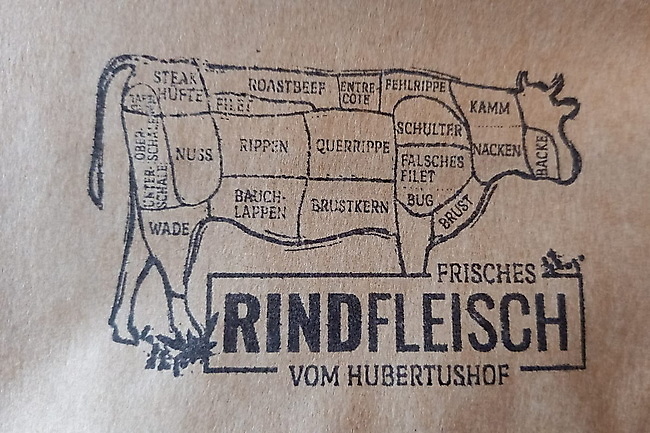 STEAK
HÜFTE
ROASTBEEF
ENTRE-
COTE
FEHLRIPPE
KAMM
FILET
SCHULTER
OBER
SCHALE
UNTER-
SCHALE
NUSS
RIPPEN
QUERRIPPE
FALSCHES
FILET
NACKEN
BACKE
BAUCH-
LAPPEN
BRUSTKERN
BUG
BRUST
WADE
FRISCHES
RINDFLEISCH
VOM HUBERTUSHOF